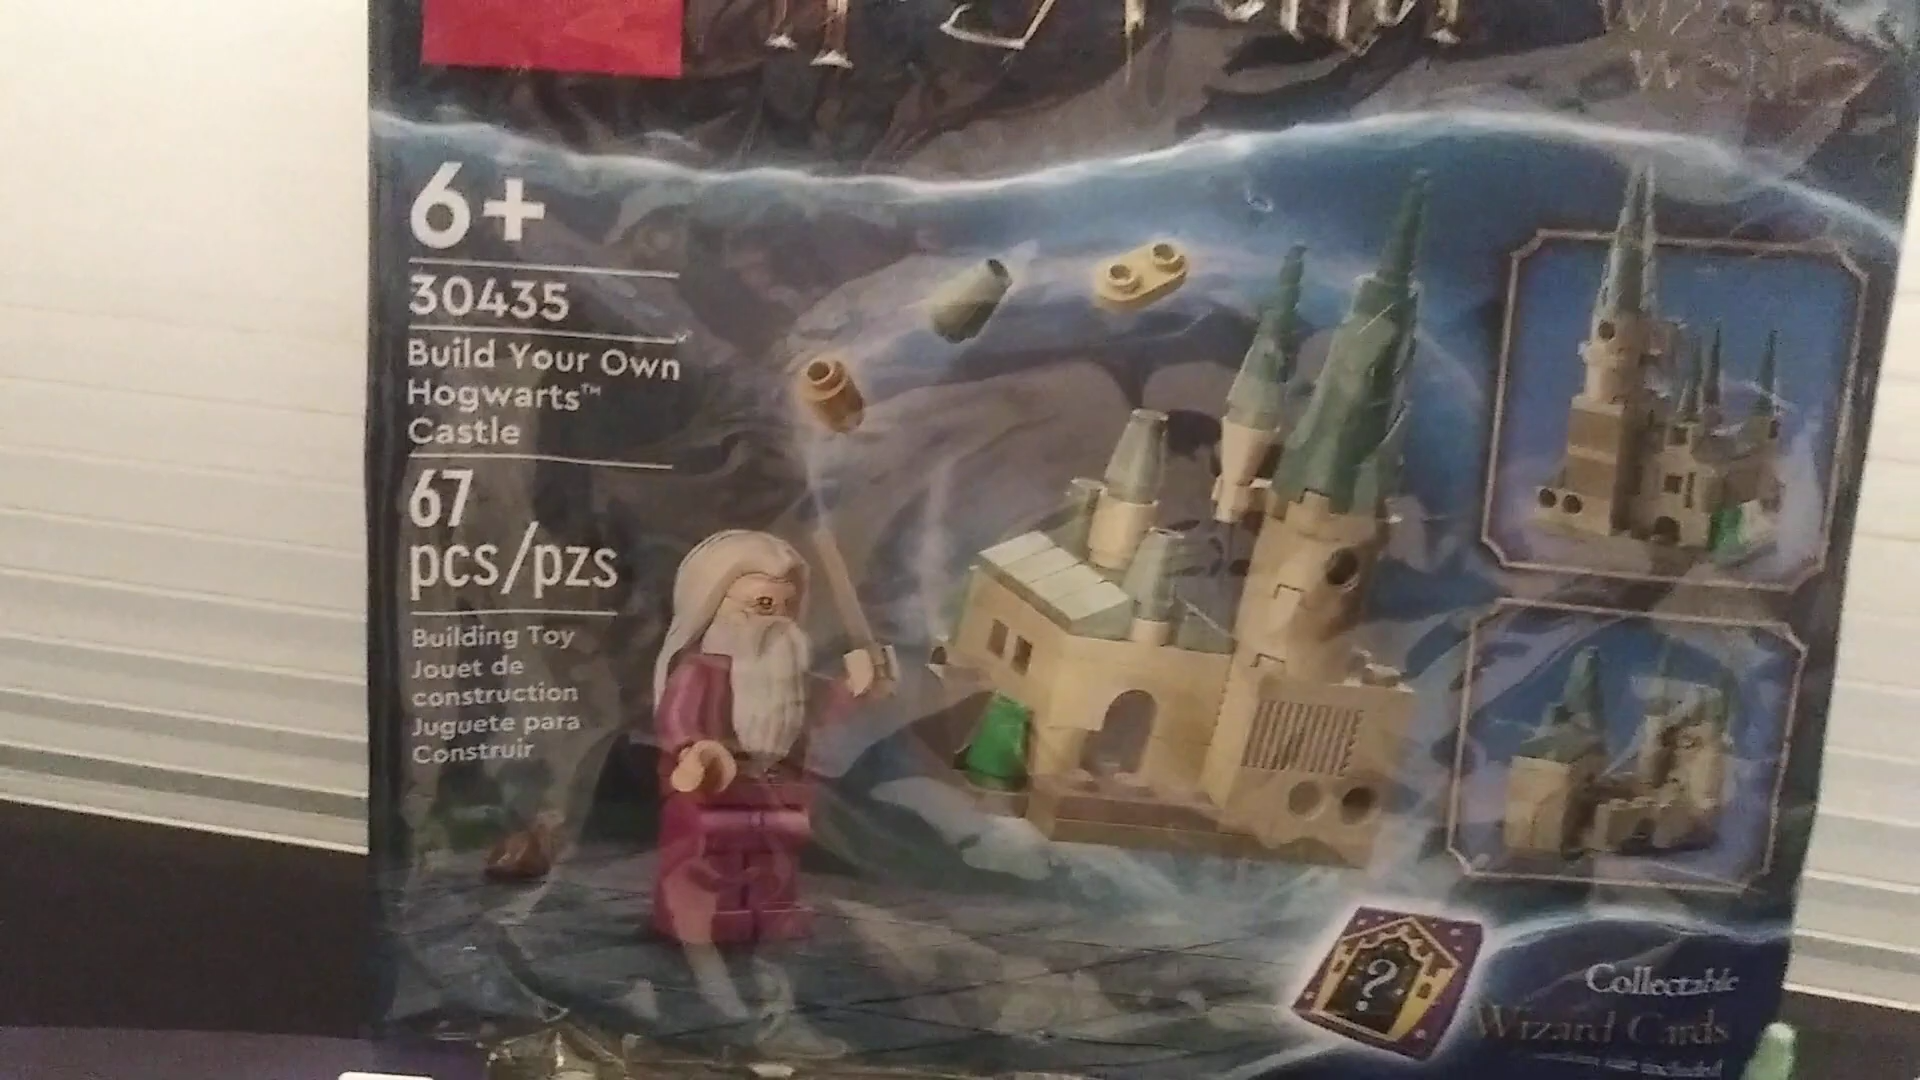 6+
30435
Build Your Own
Hogwarts™
Castle
67
pcs/pzs
Building Toy
Jouet de
construction
Juguete para
Construir
?
Collectable
Wizard Cards